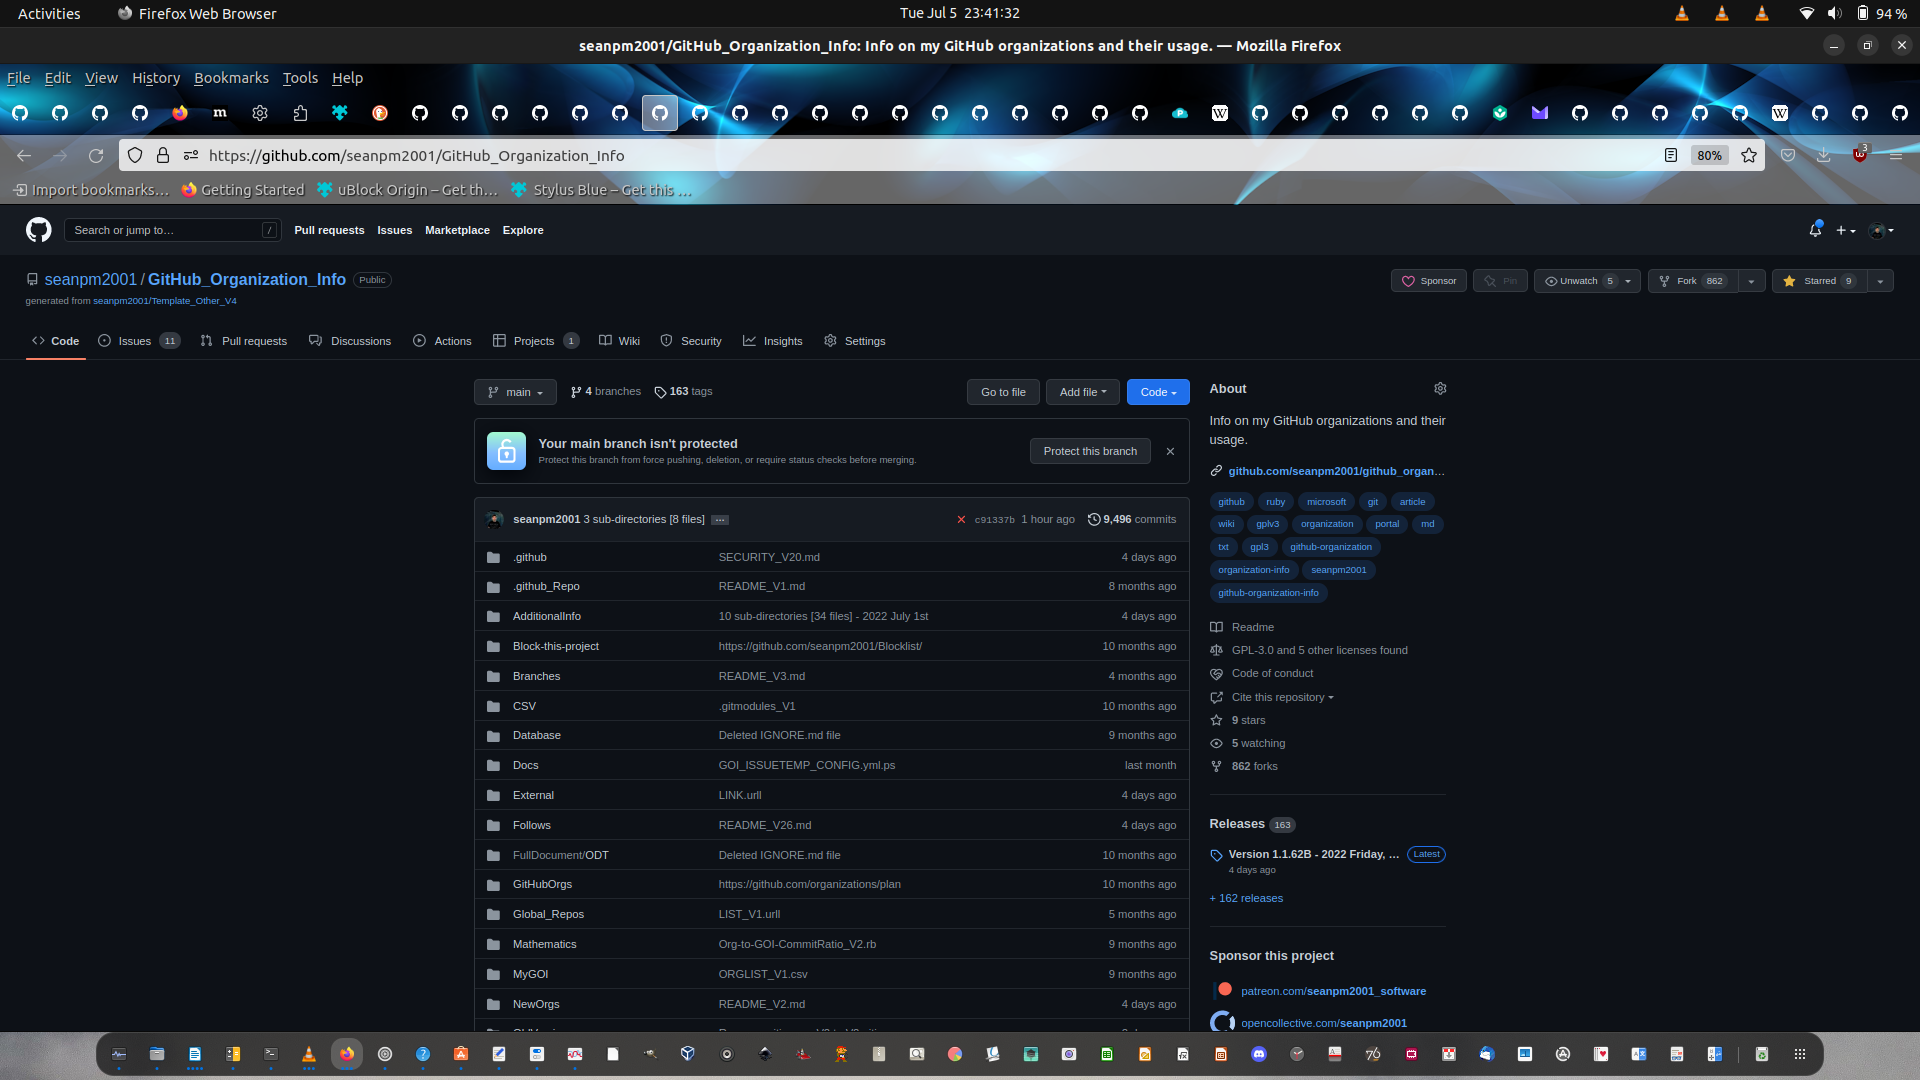 Activities
Firefox Web Browser
Tue Jul 5 23:41:32
94 %
seanpm2001/GitHub_Organization_Info: Info on my GitHub organizations and their usage. — Mozilla Firefox
File Edit View History Bookmarks Tools Help
https://github.com/seanpm2001/GitHub_Organization_Info
80%
3
Import bookmarks… Getting Started uBlock Origin – Get th… Stylus Blue – Get this …
Search or jump to… /
Pull requests Issues Marketplace Explore
seanpm2001 / GitHub_Organization_Info Public
generated from seanpm2001/Template_Other_V4
Sponsor Pin Unwatch 5 Fork 862 Starred 9
Code Issues 11 Pull requests Discussions Actions Projects 1 Wiki Security Insights Settings
main 4 branches 163 tags
Go to file Add file Code
Your main branch isn't protected
Protect this branch from force pushing, deletion, or require status checks before merging.
Protect this branch
seanpm2001 3 sub-directories [8 files] ... c91337b 1 hour ago 9,496 commits
.github SECURITY_V20.md 4 days ago
.github_Repo README_V1.md 8 months ago
AdditionalInfo 10 sub-directories [34 files] - 2022 July 1st 4 days ago
Block-this-project https://github.com/seanpm2001/Blocklist/ 10 months ago
Branches README_V3.md 4 months ago
CSV .gitmodules_V1 10 months ago
Database Deleted IGNORE.md file 9 months ago
Docs GOI_ISSUETEMP_CONFIG.yml.ps last month
External LINK.urll 4 days ago
Follows README_V26.md 4 days ago
FullDocument/ODT Deleted IGNORE.md file 10 months ago
GitHubOrgs https://github.com/organizations/plan 10 months ago
Global_Repos LIST_V1.urll 5 months ago
Mathematics Org-to-GOI-CommitRatio_V2.rb 9 months ago
MyGOI ORGLIST_V1.csv 9 months ago
NewOrgs README_V2.md 4 days ago
About
Info on my GitHub organizations and their
usage.
github.com/seanpm2001/github_organ…
github ruby microsoft git article
wiki gplv3 organization portal md
txt gpl3 github-organization
organization-info seanpm2001
github-organization-info
Readme
GPL-3.0 and 5 other licenses found
Code of conduct
Cite this repository
9 stars
5 watching
862 forks
Releases 163
Version 1.1.62B - 2022 Friday, … Latest
4 days ago
+ 162 releases
Sponsor this project
patreon.com/seanpm2001_software
opencollective.com/seanpm2001